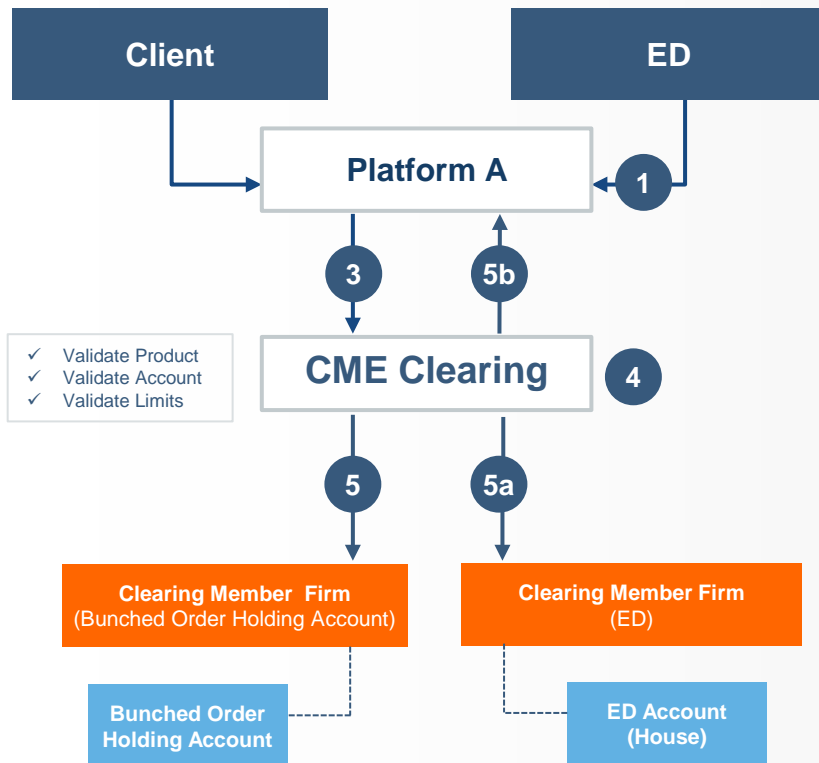 Client
ED
Platform A
1
3
5b
✓ Validate Product
✓ Validate Account
✓ Validate Limits
CME Clearing
4
5
5a
Clearing Member Firm
(Bunched Order Holding Account)
Clearing Member Firm
(ED)
Bunched Order
Holding Account
ED Account
(House)